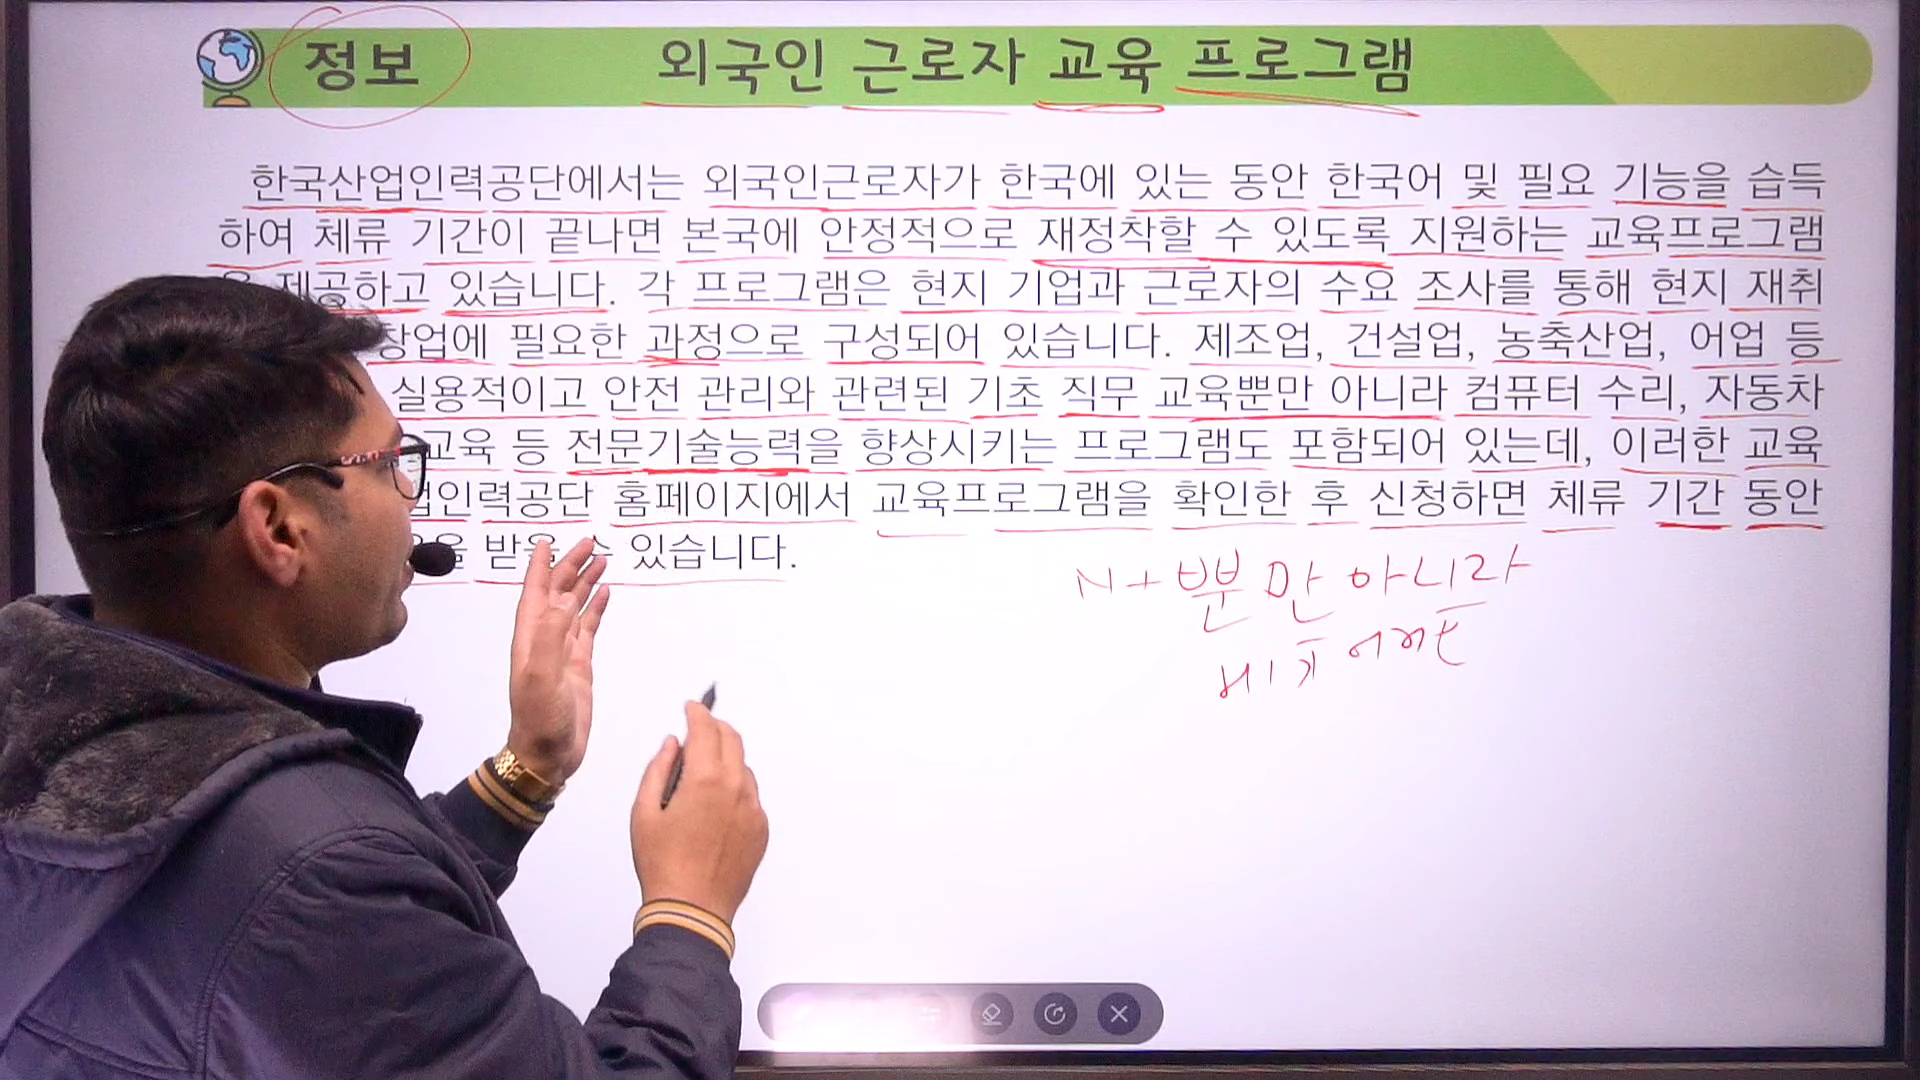 정보 외국인 근로자 교육 프로그램
한국산업인력공단에서는 외국인근로자가 한국에 있는 동안 한국어 및 필요 기능을 습득
하여 체류 기간이 끝나면 본국에 안정적으로 재정착할 수 있도록 지원하는 교육프로그램
제공하고 있습니다. 각 프로그램은 현지 기업과 근로자의 수요 조사를 통해 현지 재취
창업에 필요한 과정으로 구성되어 있습니다. 제조업, 건설업, 농축산업, 어업 등
실용적이고 안전 관리와 관련된 기초 직무 교육뿐만 아니라 컴퓨터 수리, 자동차
교육 등 전문기술능력을 향상시키는 프로그램도 포함되어 있는데, 이러한 교육
업인력공단 홈페이지에서 교육프로그램을 확인한 후 신청하면 체류 기간 동안
을 받을 수 있습니다.
N + 뿐만 아니라